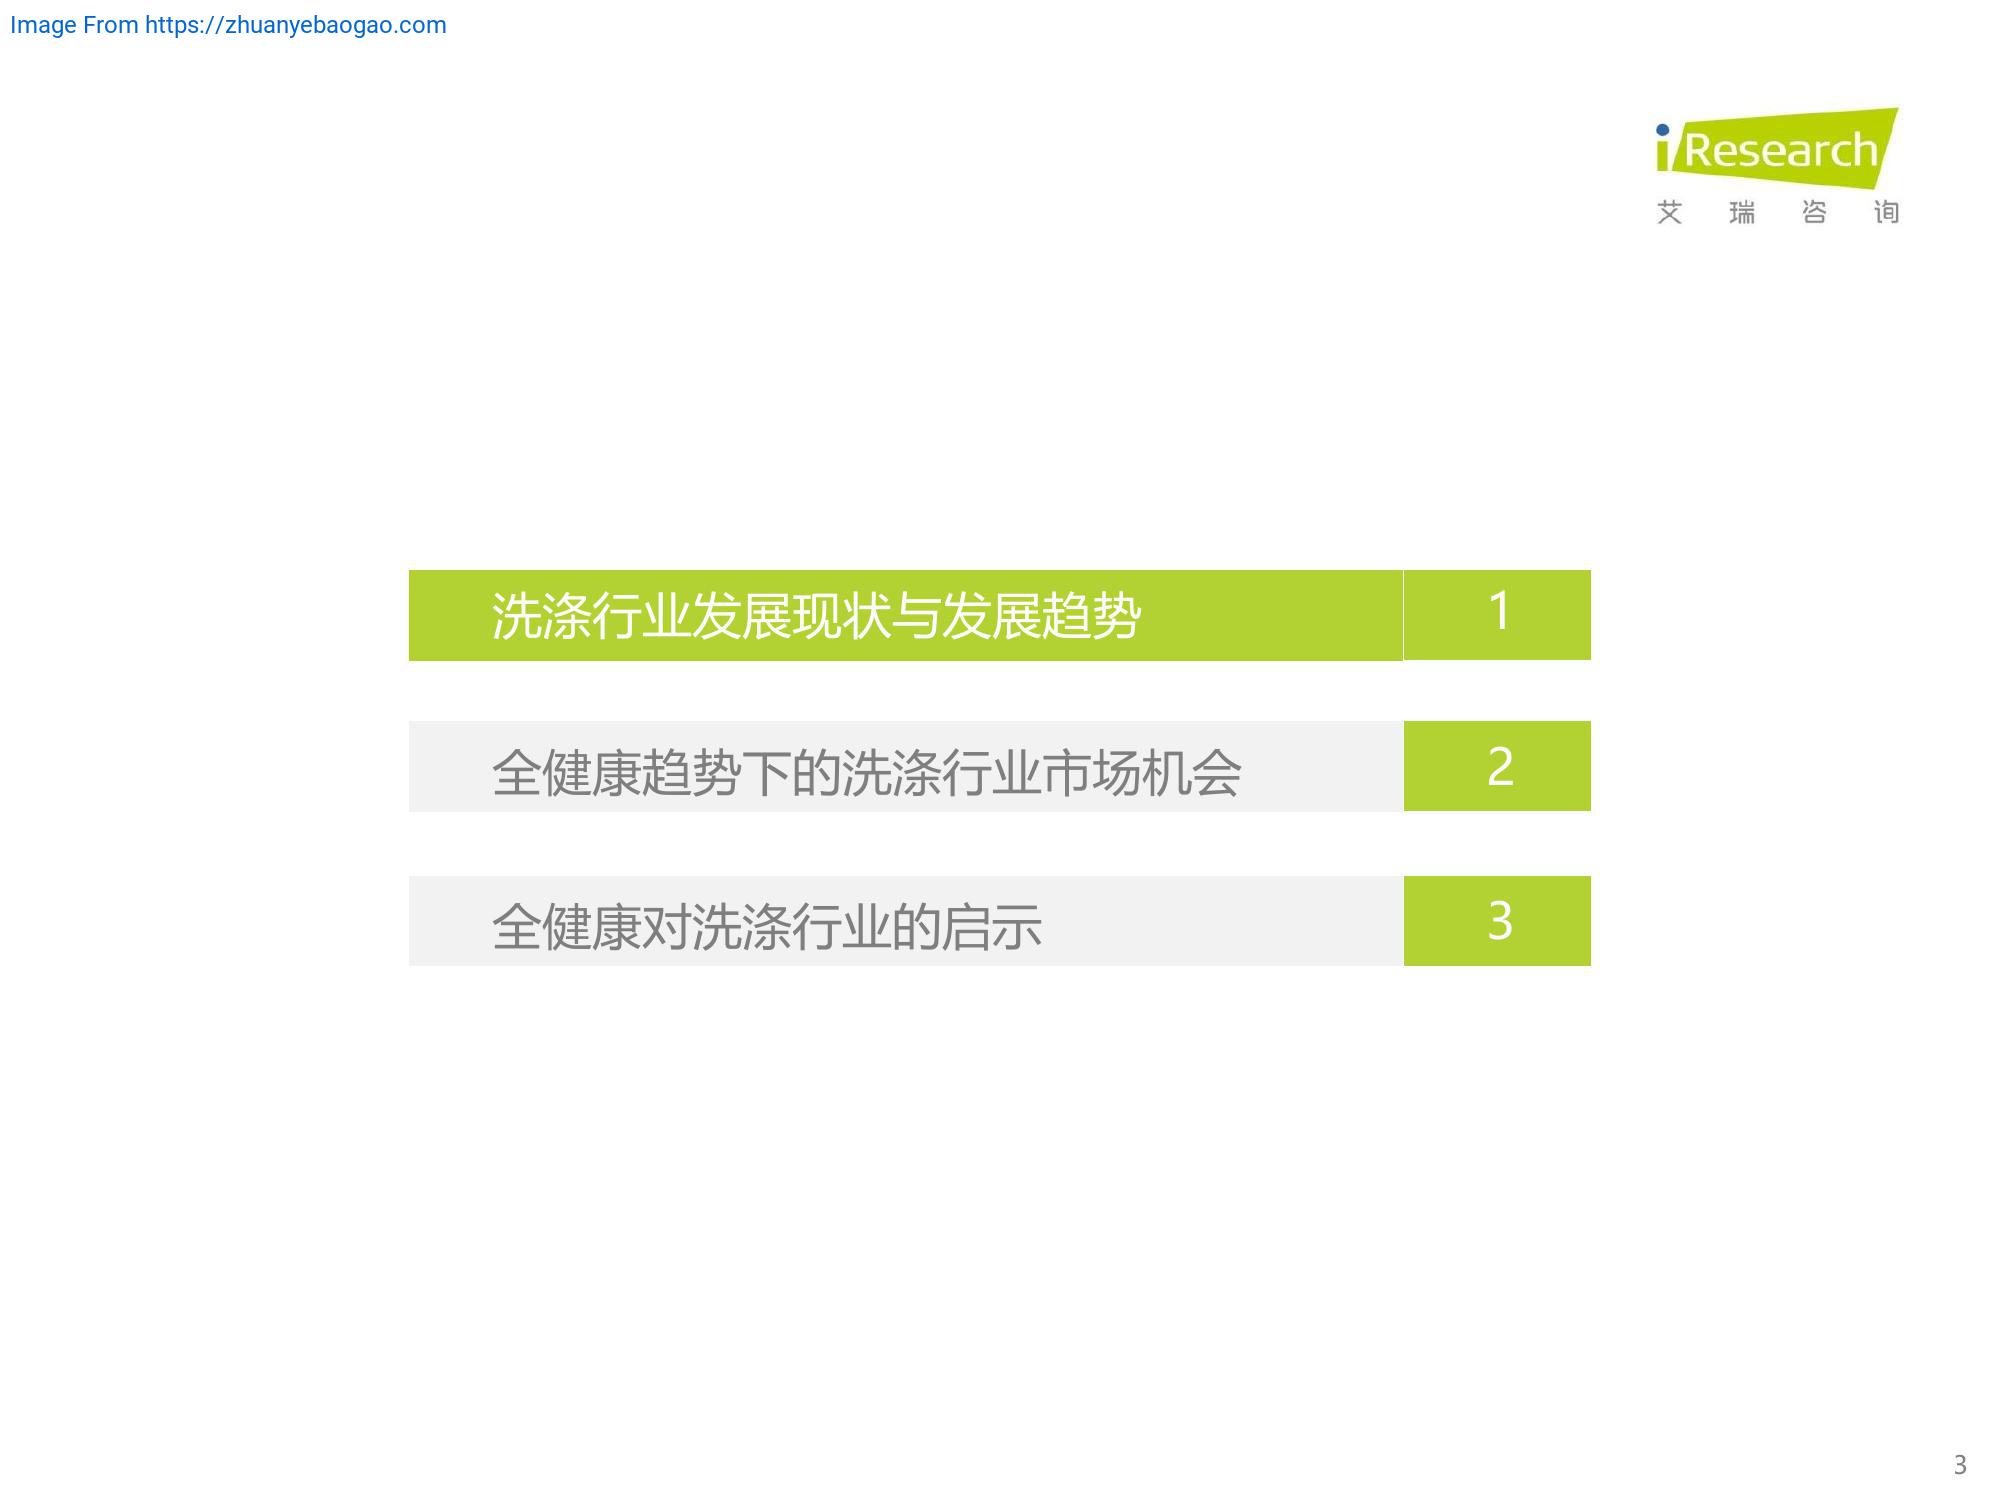 Image From https://zhuanyebaogao.com
iResearch
艾瑞咨询
洗涤行业发展现状与发展趋势 1
全健康趋势下的洗涤行业市场机会 2
全健康对洗涤行业的启示 3
3